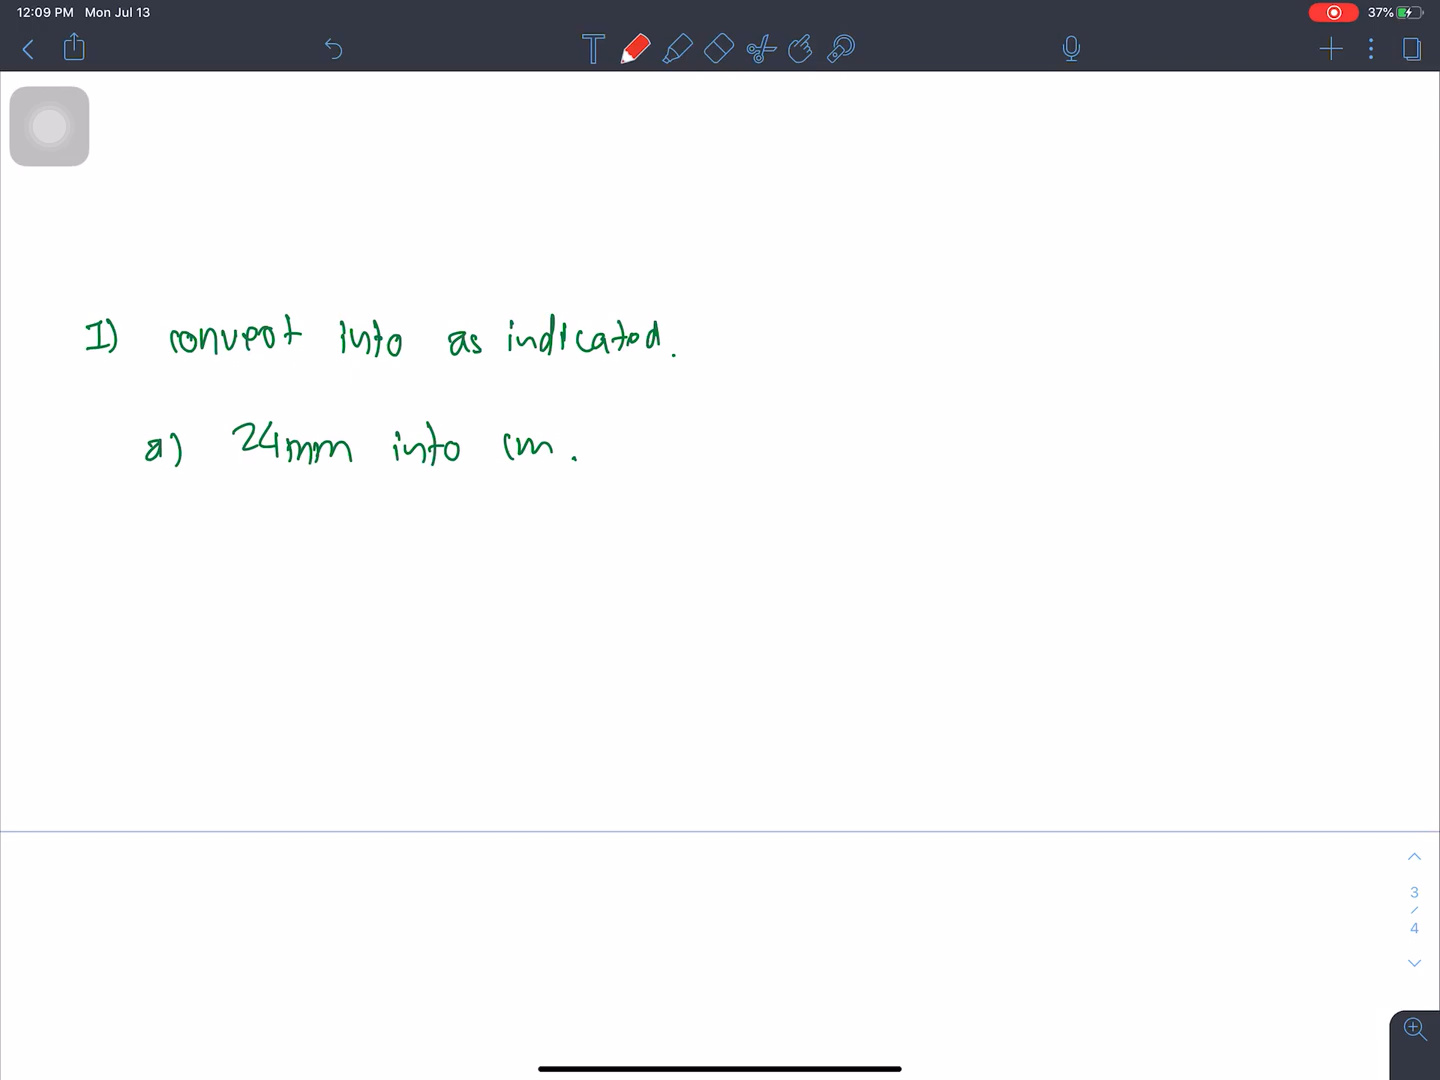 12:09 PM Mon Jul 13
37%
T
I) convert into as indicated.
a) 24mm into cm.
3
/
4